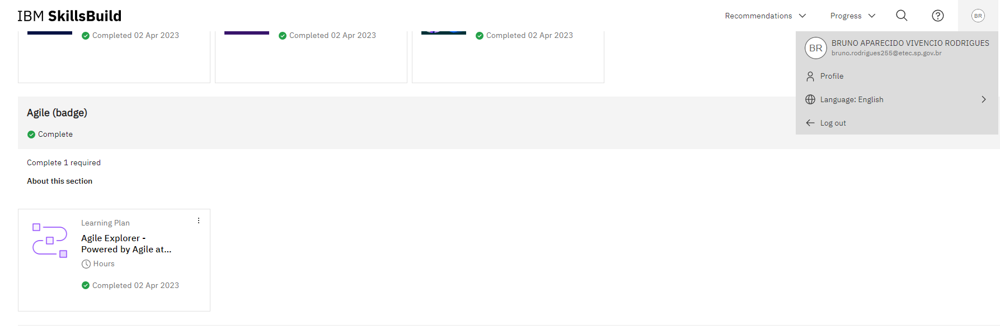 IBM SkillsBuild
Recommendations
Progress
BR
Completed 02 Apr 2023
Completed 02 Apr 2023
Completed 02 Apr 2023
BR
BRUNO APARECIDO VIVENCIO RODRIGUES
bruno.rodrigues255@etec.sp.gov.br
Profile
Language: English
Log out
Agile (badge)
Complete
Complete 1 required
About this section
Learning Plan
Agile Explorer -
Powered by Agile at...
Hours
Completed 02 Apr 2023